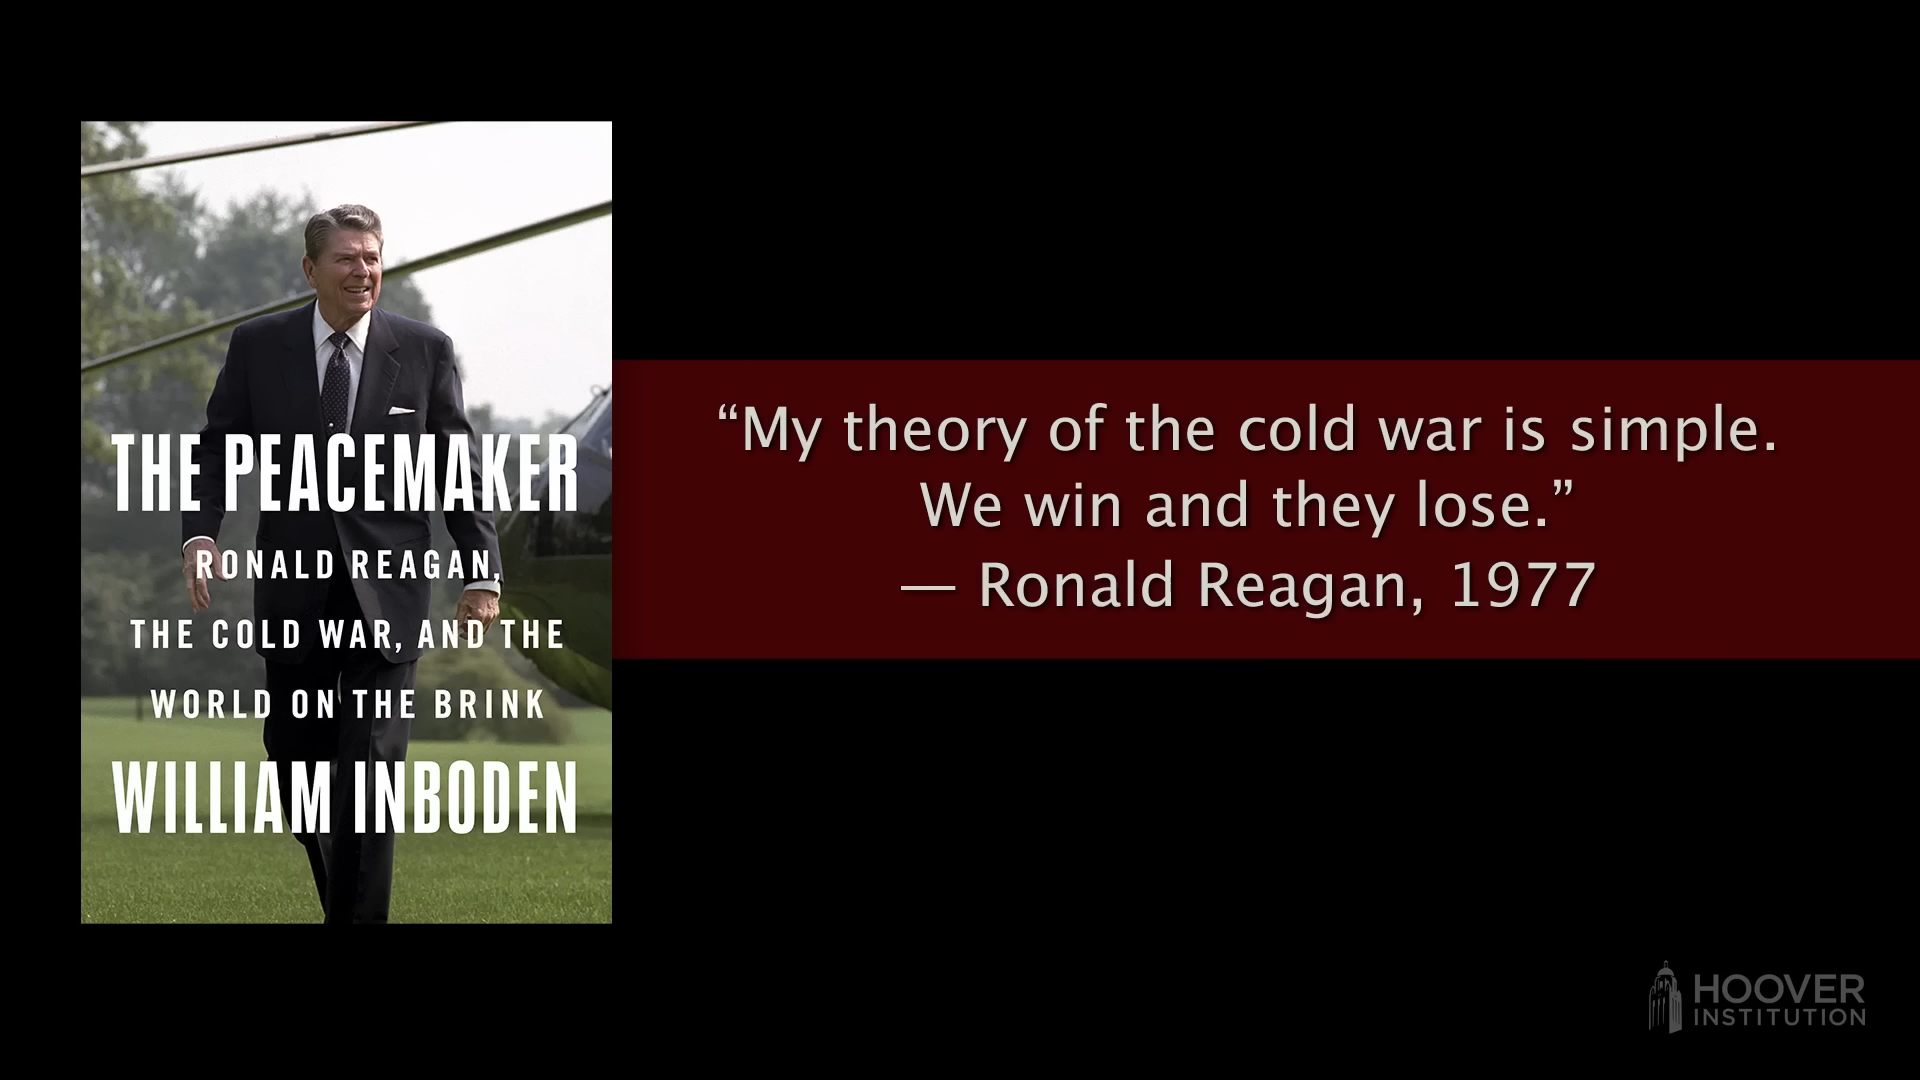 THE PEACEMAKER
RONALD REAGAN,
THE COLD WAR, AND THE
WORLD ON THE BRINK
WILLIAM INBODEN
“My theory of the cold war is simple.
We win and they lose.”
— Ronald Reagan, 1977
HOOVER
INSTITUTION